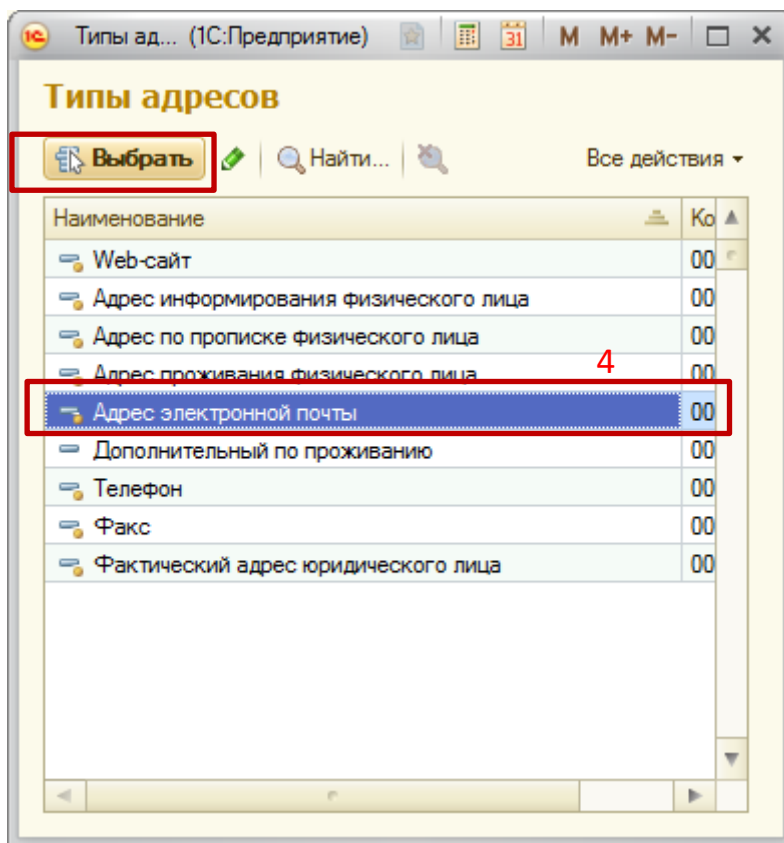 1С Типы ад... (1С:Предприятие) 31 M M+ M-
Типы адресов
Выбрать Найти... Все действия
Наименование Ко
Web-сайт 00
Адрес информирования физического лица 00
Адрес по прописке физического лица 00
Адрес проживания физического лица 00
4
Адрес электронной почты 00
Дополнительный по проживанию 00
Телефон 00
Факс 00
Фактический адрес юридического лица 00